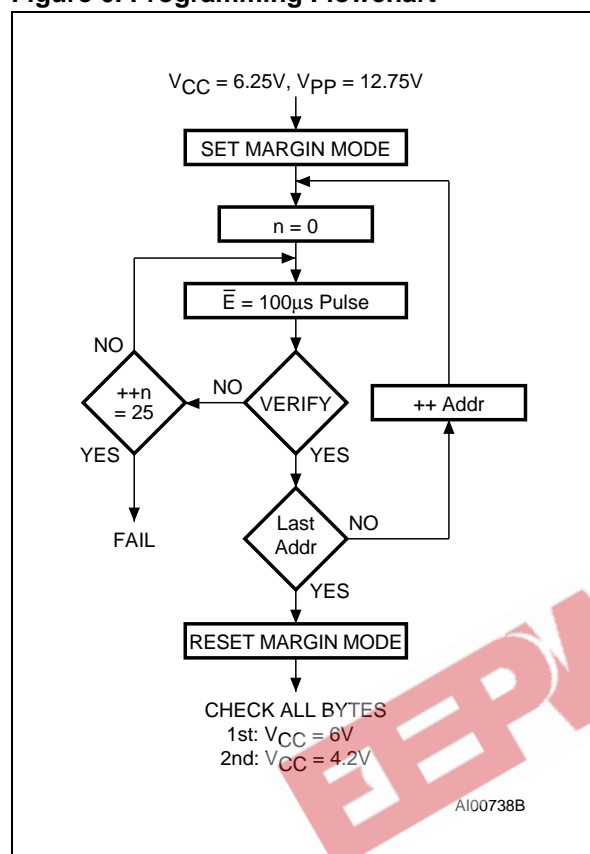 Figure 6. Programming Flowchart
VCC = 6.25V, VPP = 12.75V
SET MARGIN MODE
n = 0
E̅ = 100μs Pulse
NO
++n
= 25
NO
VERIFY
++ Addr
YES
YES
FAIL
Last
Addr
NO
YES
RESET MARGIN MODE
CHECK ALL BYTES
1st: VCC = 6V
2nd: VCC = 4.2V
AI00738B